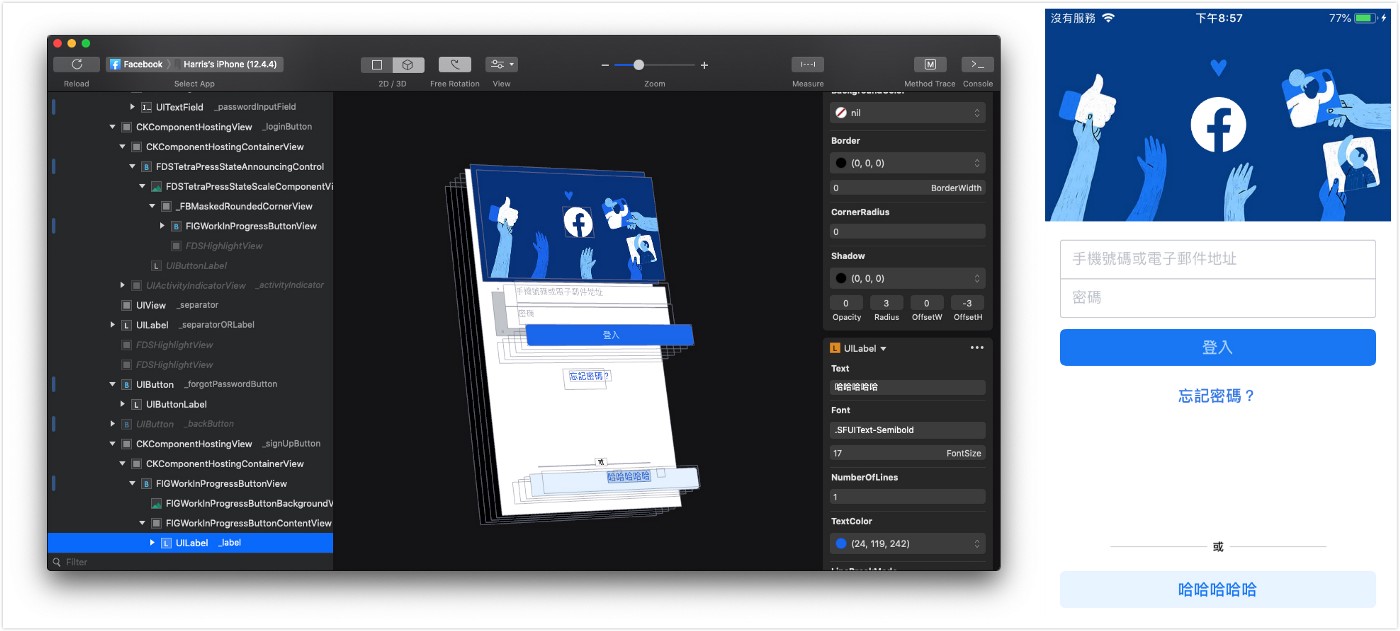 Facebook
Harris's iPhone (12.4.4)
M
>_
Reload
Select App
2D / 3D
Free Rotation
View
Zoom
Measure
Method Trace
Console
UITextField _passwordInputField
CKComponentHostingView _loginButton
CKComponentHostingContainerView
B FDSTetraPressStateAnnouncingControl
FDSTetraPressStateScaleComponentVi
_FBMaskedRoundedCornerView
B FIGWorkInProgressButtonView
FDSHighlightView
L UIButtonLabel
UIActivityIndicatorView _activityIndicator
UIView _separator
L UILabel _separatorORLabel
FDSHighlightView
FDSHighlightView
B UIButton _forgotPasswordButton
L UIButtonLabel
B UIButton _backButton
CKComponentHostingView _signUpButton
CKComponentHostingContainerView
B FIGWorkInProgressButtonView
FIGWorkInProgressButtonBackgroundV
FIGWorkInProgressButtonContentView
L UILabel _label
Filter
手機號碼或電子郵件地址
密碼
登入
忘記密碼?
或
哈哈哈哈哈
BackgroundColor
nil
Border
(0, 0, 0)
0 BorderWidth
CornerRadius
0
Shadow
(0, 0, 0)
0 3 0 -3
Opacity Radius OffsetW OffsetH
L UILabel
Text
哈哈哈哈哈
Font
.SFUIText-Semibold
17 FontSize
NumberOfLines
1
TextColor
(24, 119, 242)
LineBreakMode
沒有服務 下午8:57 77%
手機號碼或電子郵件地址
密碼
登入
忘記密碼?
或
哈哈哈哈哈